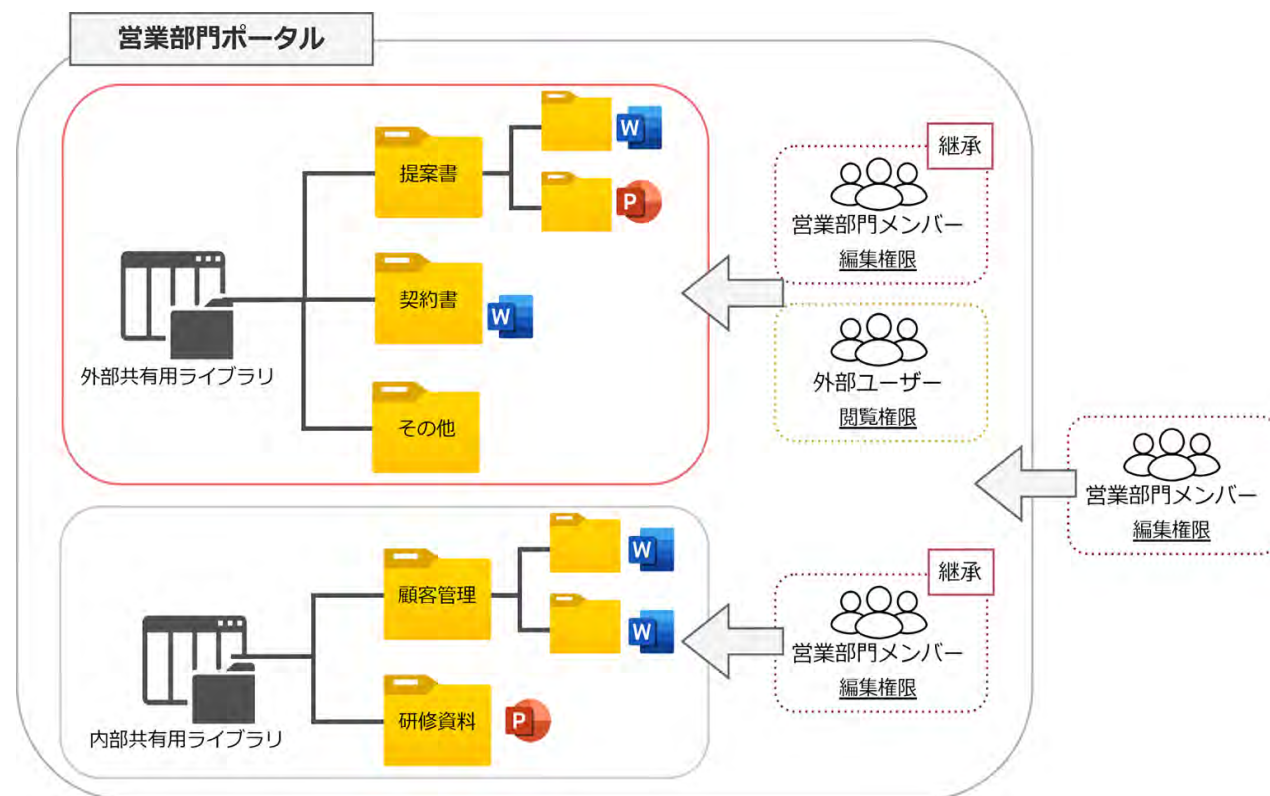 営業部門ポータル
提案書
W
P
契約書
W
その他
外部共有用ライブラリ
継承
営業部門メンバー
編集権限
外部ユーザー
閲覧権限
営業部門メンバー
編集権限
顧客管理
W
W
研修資料
P
内部共有用ライブラリ
継承
営業部門メンバー
編集権限